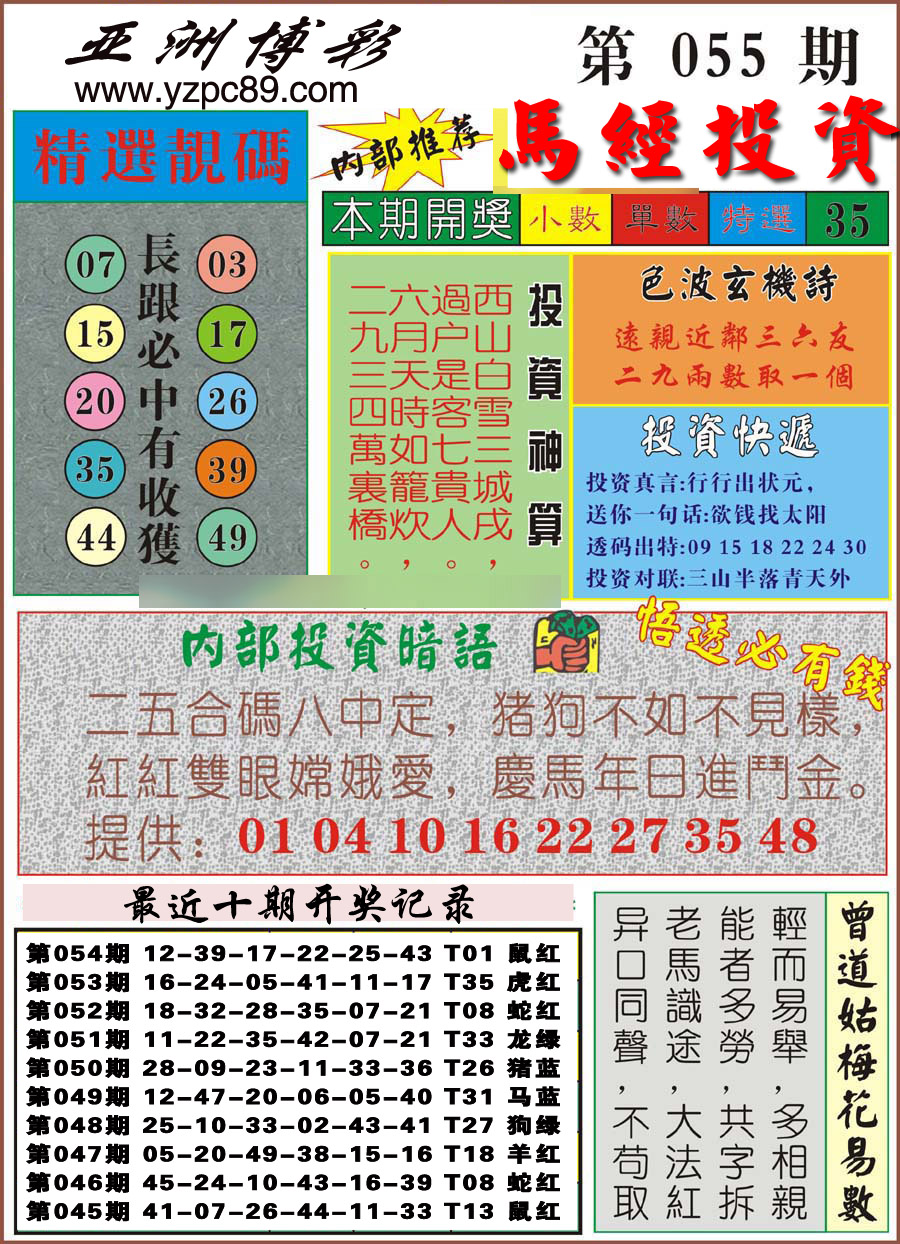 亚洲博彩
www.yzpc89.com
第 055 期
精選靚碼
内部推荐
馬經投資
本期開獎 小數 單數 特選 35
07 03
15 17
20 26
35 39
44 49
長跟必中有收獲
投資神算
西山白雪三城戌，
過户是客七貴人。
六月天時如籠炊，
二九三四萬裏橋。
色波玄機詩
遠親近鄰三六友
二九兩數取一個
投資快遞
投资真言:行行出状元，
送你一句话:欲钱找太阳
透码出特:09 15 18 22 24 30
投资对联:三山半落青天外
内部投資暗語
悟透必有錢
二五合碼八中定，猪狗不如不見樣，
紅紅雙眼嫦娥愛，慶馬年日進鬥金。
提供：01 04 10 16 22 27 35 48
最近十期开奖记录
第054期 12-39-17-22-25-43 T01 鼠红
第053期 16-24-05-41-11-17 T35 虎红
第052期 18-32-28-35-07-21 T08 蛇红
第051期 11-22-35-42-07-21 T33 龙绿
第050期 28-09-23-11-33-36 T26 猪蓝
第049期 12-47-20-06-05-40 T31 马蓝
第048期 25-10-33-02-43-41 T27 狗绿
第047期 05-20-49-38-15-16 T18 羊红
第046期 45-24-10-43-16-39 T08 蛇红
第045期 41-07-26-44-11-33 T13 鼠红
曾道姑梅花易數
輕而易舉，多相親
能者多勞，共字拆
老馬識途，大法紅
异口同聲，不苟取